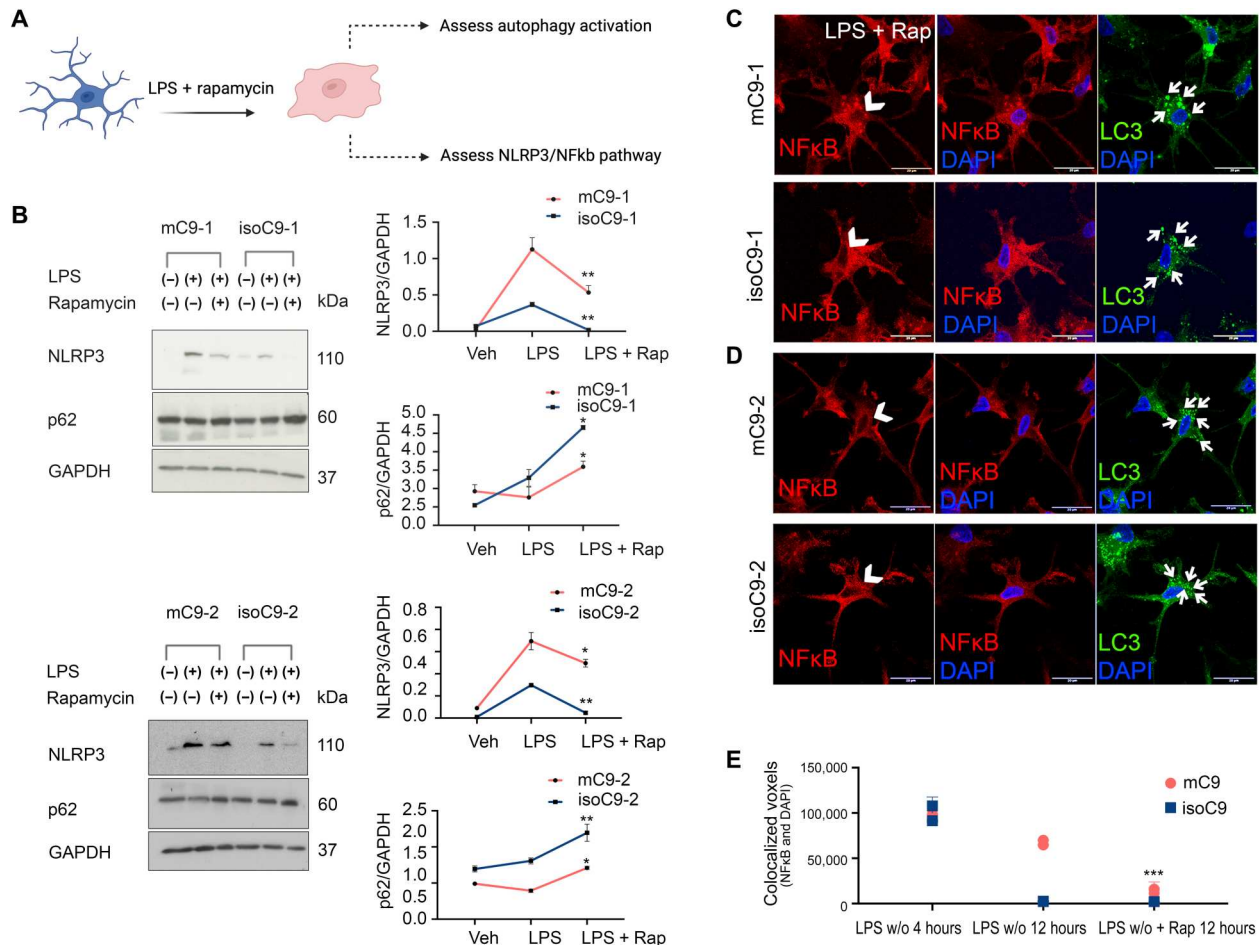 A
LPS + rapamycin
Assess autophagy activation
Assess NLRP3/NFkb pathway
B
mC9-1 isoC9-1
LPS (-) (+) (+) (-) (+) (+)
Rapamycin (-) (-) (+) (-) (-) (+) kDa
NLRP3 110
p62 60
GAPDH 37
mC9-1
isoC9-1
NLRP3/GAPDH
1.5
1.0
0.5
0.0
**
**
Veh LPS LPS + Rap
mC9-1
isoC9-1
p62/GAPDH
5.0
4.0
3.5
2.5
2.0
1.5
1.0
0.5
0.0
*
*
Veh LPS LPS + Rap
mC9-2 isoC9-2
LPS (-) (+) (+) (-) (+) (+)
Rapamycin (-) (-) (+) (-) (-) (+) kDa
NLRP3 110
p62 60
GAPDH 37
mC9-2
isoC9-2
NLRP3/GAPDH
0.8
0.6
0.4
0.2
0.0
*
**
Veh LPS LPS + Rap
mC9-2
isoC9-2
p62/GAPDH
2.5
2.0
1.5
1.0
0.5
0.0
**
*
Veh LPS LPS + Rap
C
LPS + Rap
mC9-1
NFκB
NFκB
DAPI
LC3
DAPI
isoC9-1
NFκB
NFκB
DAPI
LC3
DAPI
D
mC9-2
NFκB
NFκB
DAPI
LC3
DAPI
isoC9-2
NFκB
NFκB
DAPI
LC3
DAPI
E
Colocalized voxels
(NFκB and DAPI)
150,000
100,000
50,000
0
mC9
isoC9
***
LPS w/o 4 hours LPS w/o 12 hours LPS w/o + Rap 12 hours